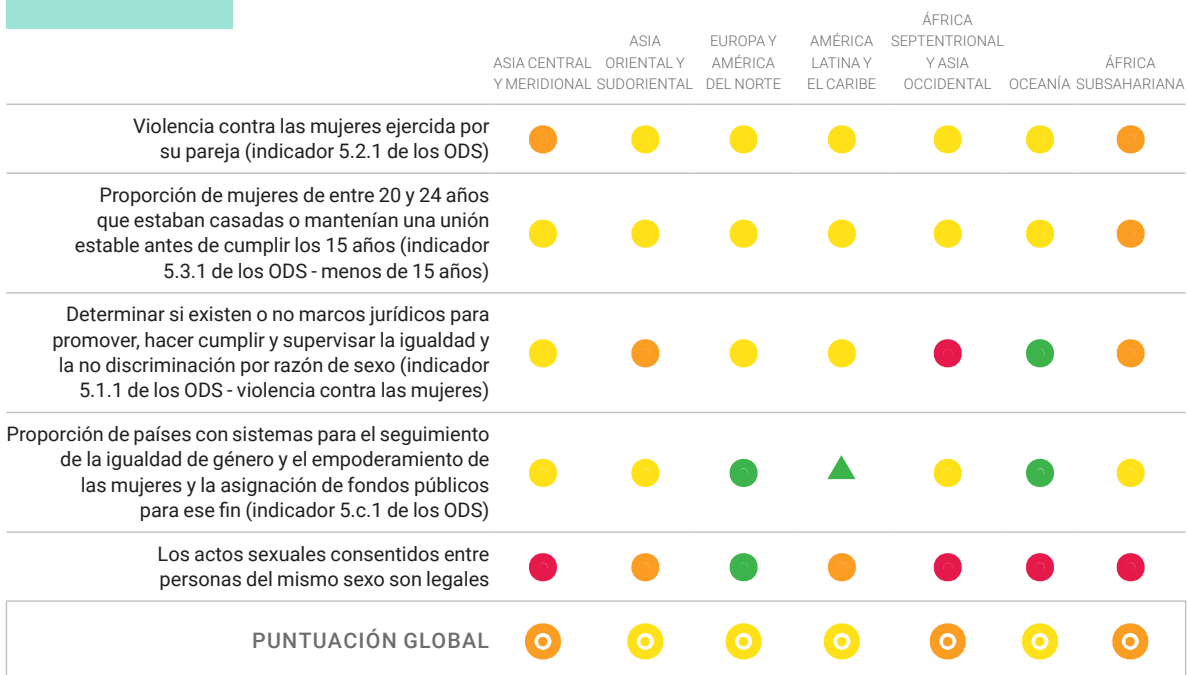 ASIA CENTRAL
Y MERIDIONAL
ASIA
ORIENTAL Y
SUDORIENTAL
EUROPA Y
AMÉRICA
DEL NORTE
AMÉRICA
LATINA Y
EL CARIBE
ÁFRICA
SEPTENTRIONAL
Y ASIA
OCCIDENTAL
OCEANÍA
ÁFRICA
SUBSAHARIANA
Violencia contra las mujeres ejercida por
su pareja (indicador 5.2.1 de los ODS)
Proporción de mujeres de entre 20 y 24 años
que estaban casadas o mantenían una unión
estable antes de cumplir los 15 años (indicador
5.3.1 de los ODS - menos de 15 años)
Determinar si existen o no marcos jurídicos para
promover, hacer cumplir y supervisar la igualdad y
la no discriminación por razón de sexo (indicador
5.1.1 de los ODS - violencia contra las mujeres)
Proporción de países con sistemas para el seguimiento
de la igualdad de género y el empoderamiento de
las mujeres y la asignación de fondos públicos
para ese fin (indicador 5.c.1 de los ODS)
Los actos sexuales consentidos entre
personas del mismo sexo son legales
PUNTUACIÓN GLOBAL